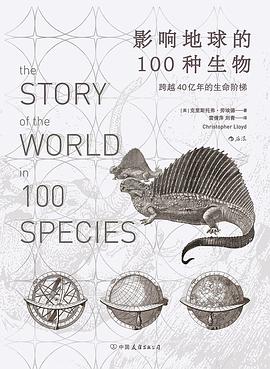 影响地球的
100种生物
跨越40亿年的生命阶梯
[英]克里斯托弗·劳埃德——著
雷倩萍 刘青——译
Christopher Lloyd
后浪
the
STORY
of the
WORLD
in
100
SPECIES
中国友谊出版公司